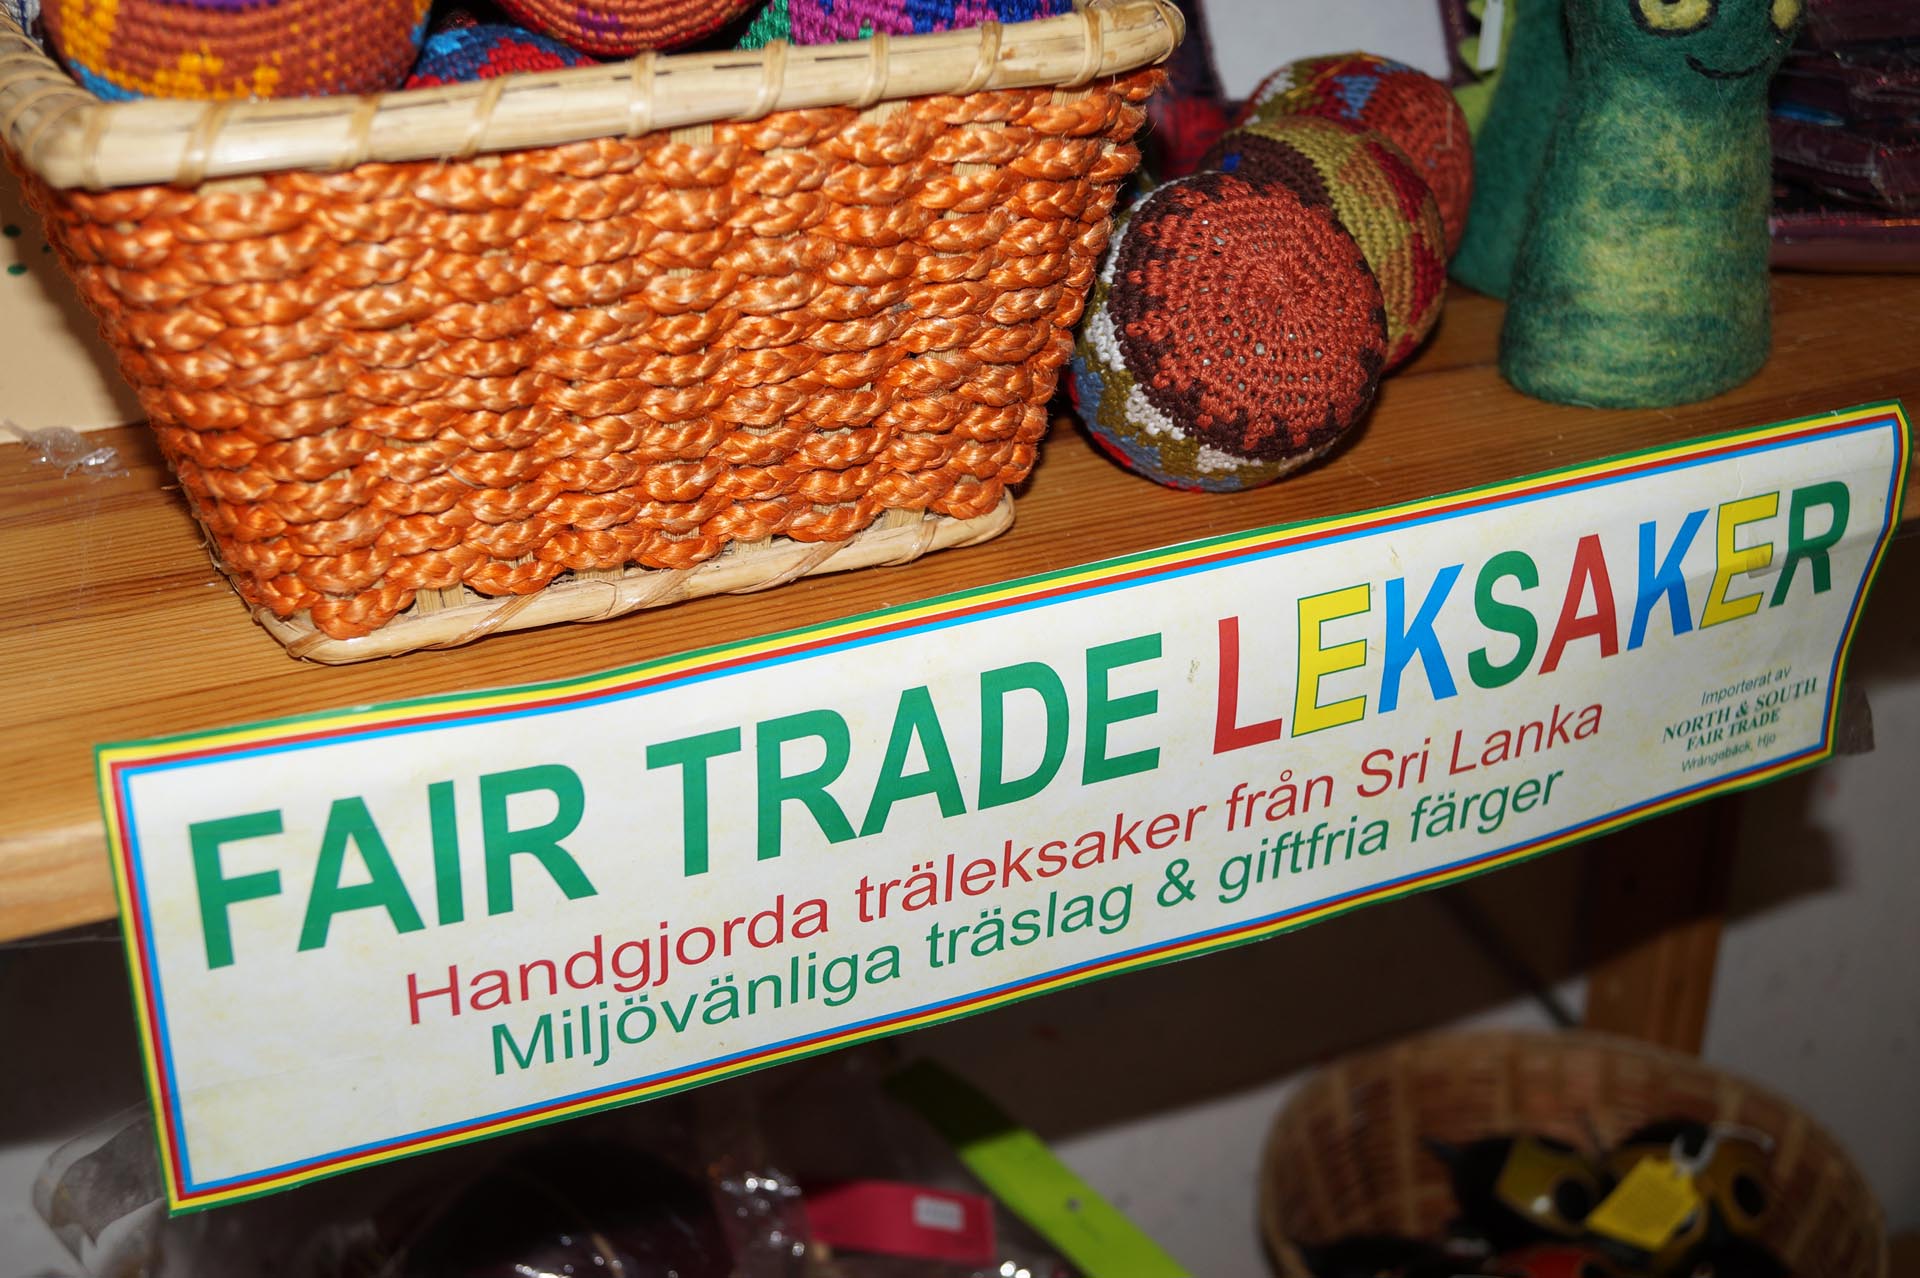 FAIR TRADE LEKSAKER
Handgjorda träleksaker från Sri Lanka
Miljövänliga träslag & giftfria färger
Importerat av
NORTH & SOUTH
FAIR TRADE
Wrångebäck, Hjo